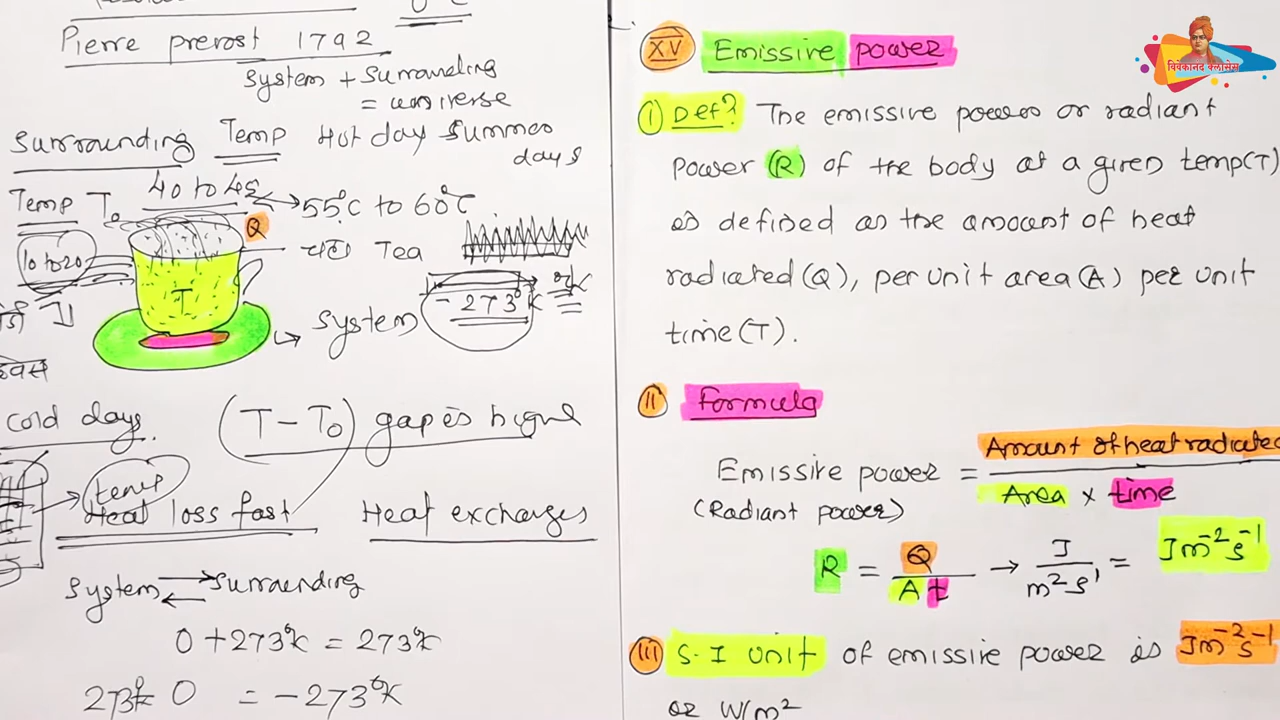 Pierre prevost 1792
System + Surrounding
= universe
Surrounding Temp Hot day Summer
days
Temp T₀ 40 to 45
55°C to 60°C
Q
10 to 20
चहा Tea
T
-273°K
0°K
System
Cold days.
(T - T₀) gap is high
temp
Heat loss fast
Heat exchanges
System Surrounding
0 + 273°K = 273°K
273°K 0 = -273°K
XV Emissive power
I Def? The emissive power or radiant
power (R) of the body at a given temp(T)
is defined as the amount of heat
radiated (Q), per unit area (A) per unit
time (T).
II Formula
Emissive power = Amount of heat radiated
Area × time
(Radiant power)
R = Q / A t → J / m² s¹ = Jm⁻² s⁻¹
III S.I unit of emissive power is Jm⁻² s⁻¹
or W/m²
विवेकानंद क्लासेस